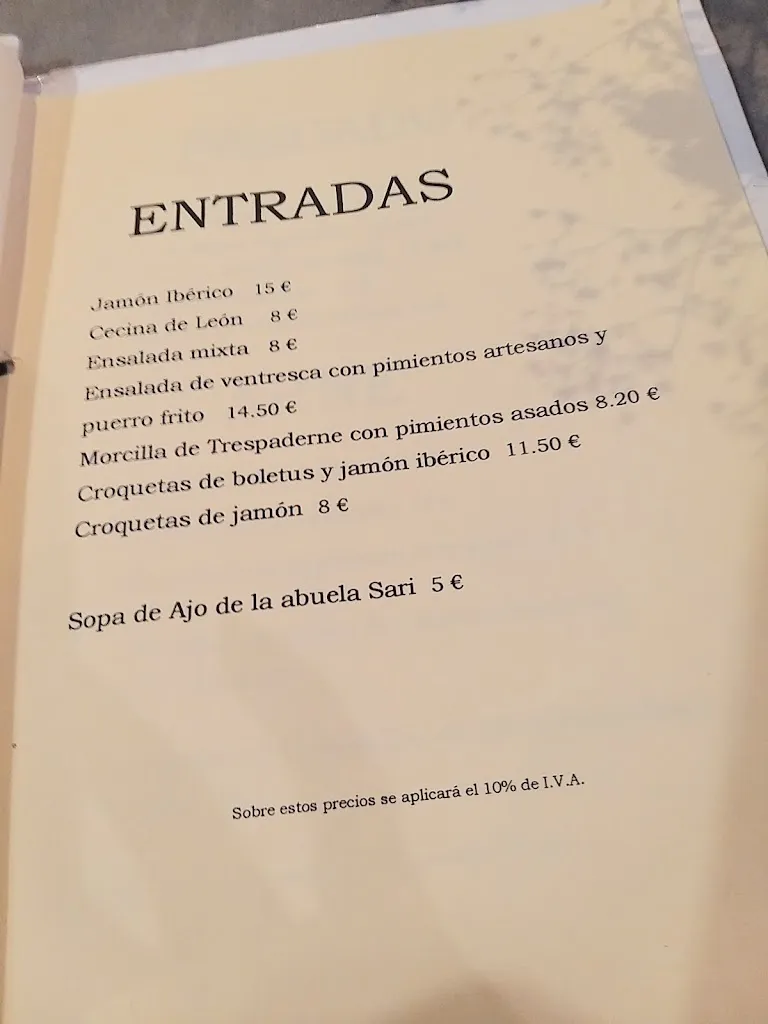 ENTRADAS
Jamón Ibérico 15 €
Cecina de León 8 €
Ensalada mixta 8 €
Ensalada de ventresca con pimientos artesanos y
puerro frito 14.50 €
Morcilla de Trespaderne con pimientos asados 8.20 €
Croquetas de boletus y jamón ibérico 11.50 €
Croquetas de jamón 8 €
Sopa de Ajo de la abuela Sari 5 €
Sobre estos precios se aplicará el 10% de I.V.A.